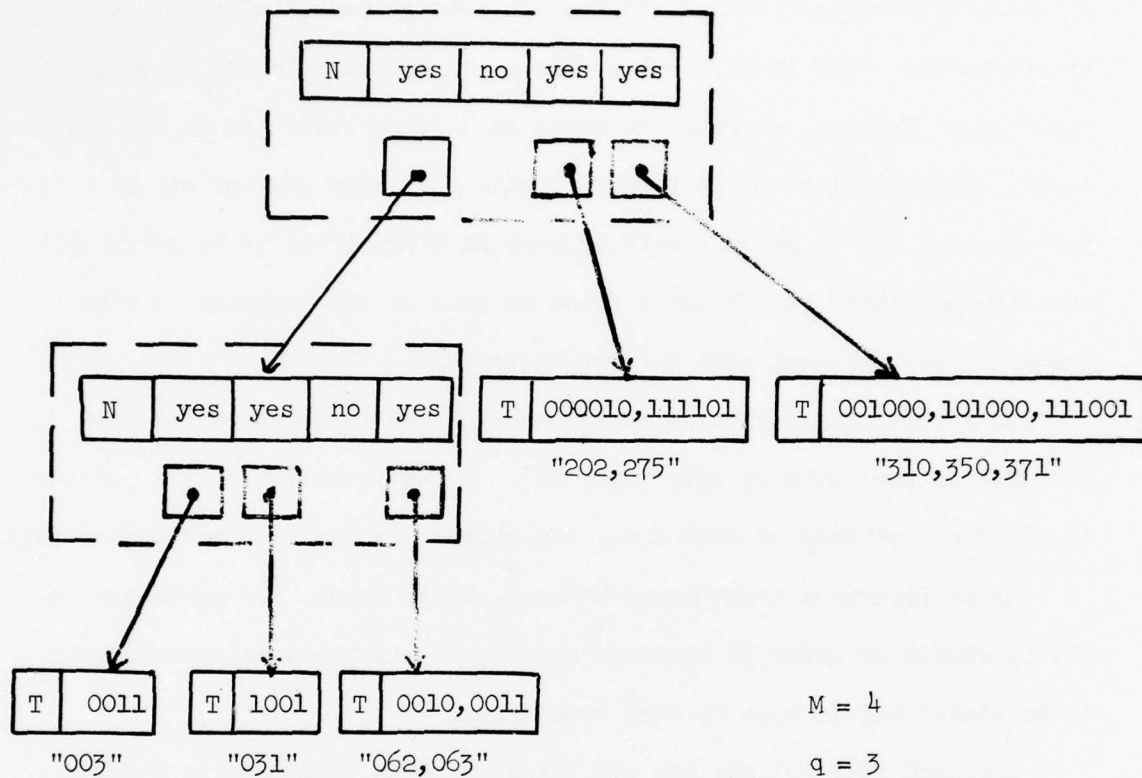 N yes no yes yes
N yes yes no yes
T 000010,111101
T 001000,101000,111001
"202,275"
"310,350,371"
T 0011
T 1001
T 0010,0011
M = 4
"003"
"031"
"062,063"
q = 3